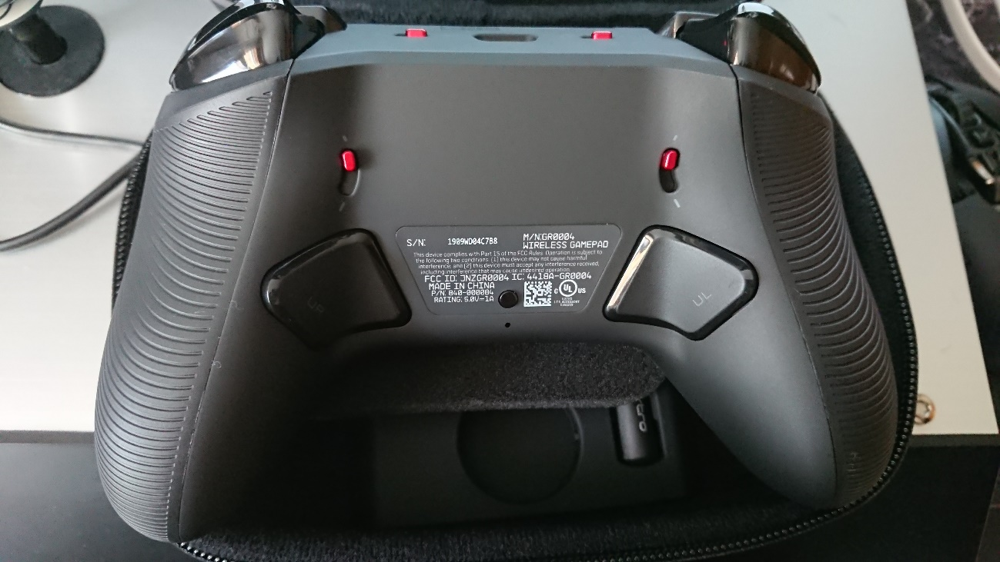 S/N: 1909WD04C7B8
M/N:GR0004
WIRELESS GAMEPAD
This device complies with Part 15 of the FCC Rules. Operation is subject to
the following two conditions: (1) this device may not cause harmful
interference, and (2) this device must accept any interference received,
including interference that may cause undesired operation.
FCC ID: JNZGR0004 IC: 4418A-GR0004
MADE IN CHINA
P/N: 840-000084
RATING: 5.0V⎓1A
C UL US
LISTED
UR
UL